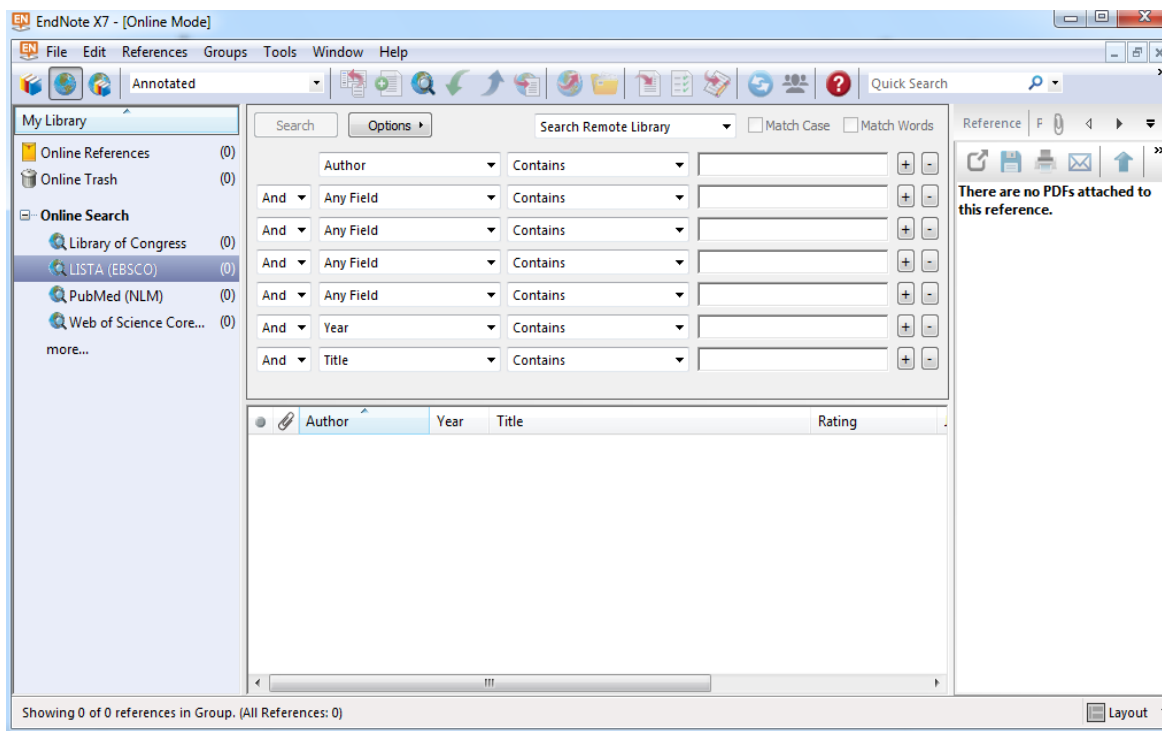 EndNote X7 - [Online Mode]
File Edit References Groups Tools Window Help
Annotated
Quick Search
My Library
Online References (0)
Online Trash (0)
Online Search
Library of Congress (0)
LISTA (EBSCO) (0)
PubMed (NLM) (0)
Web of Science Core... (0)
more...
Search Options Search Remote Library Match Case Match Words
Author Contains + -
And Any Field Contains + -
And Any Field Contains + -
And Any Field Contains + -
And Any Field Contains + -
And Year Contains + -
And Title Contains + -
Author Year Title Rating
Reference F
There are no PDFs attached to
this reference.
Showing 0 of 0 references in Group. (All References: 0)
Layout